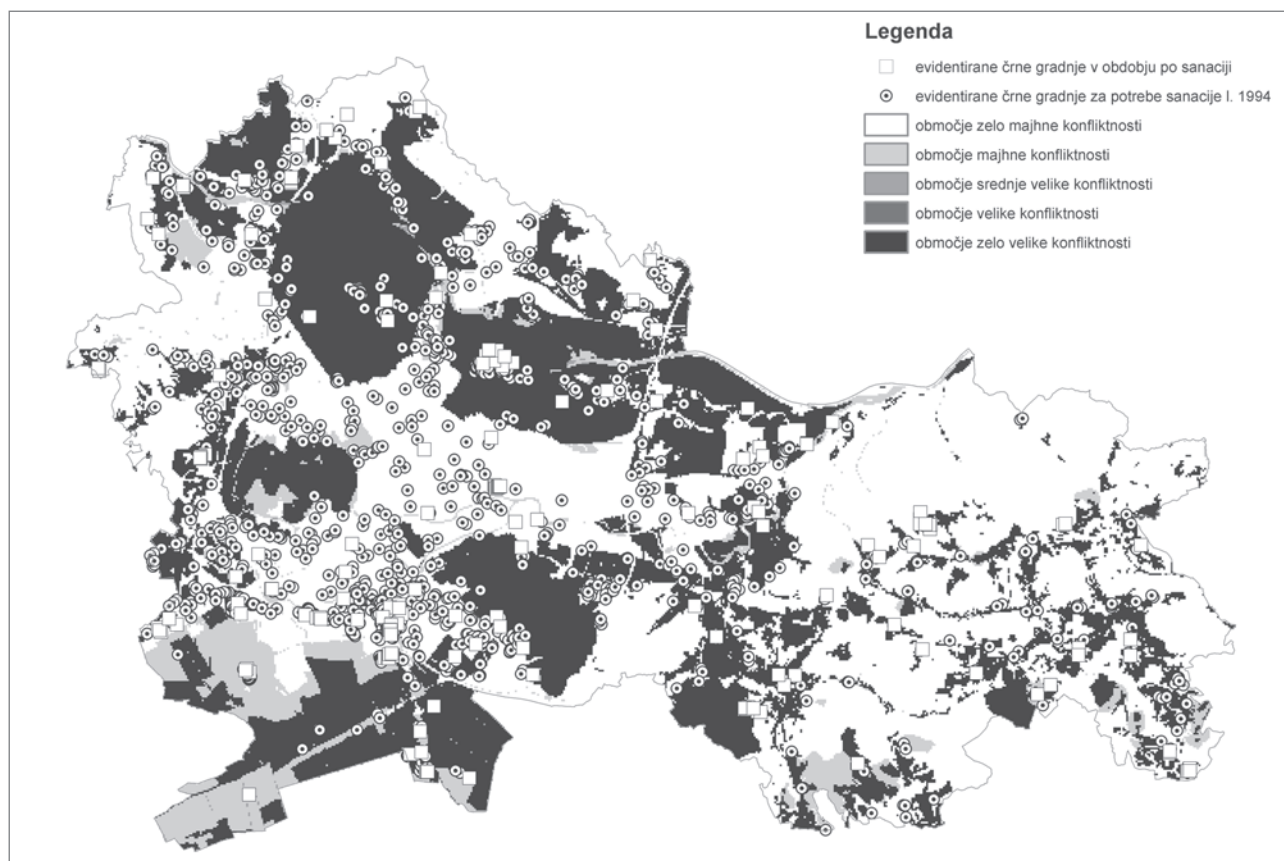 Legenda
evidentirane črne gradnje v obdobju po sanaciji
evidentirane črne gradnje za potrebe sanacije l. 1994
območje zelo majhne konfliktnosti
območje majhne konfliktnosti
območje srednje velike konfliktnosti
območje velike konfliktnosti
območje zelo velike konfliktnosti